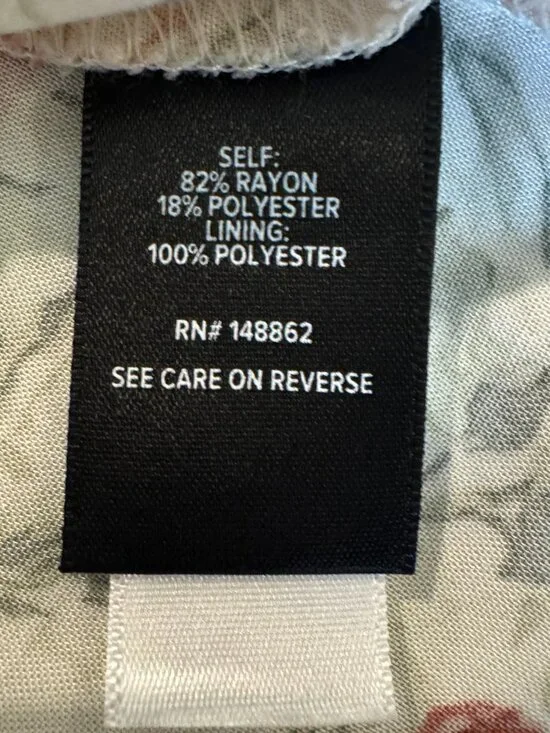 SELF:
82% RAYON
18% POLYESTER
LINING:
100% POLYESTER
RN# 148862
SEE CARE ON REVERSE